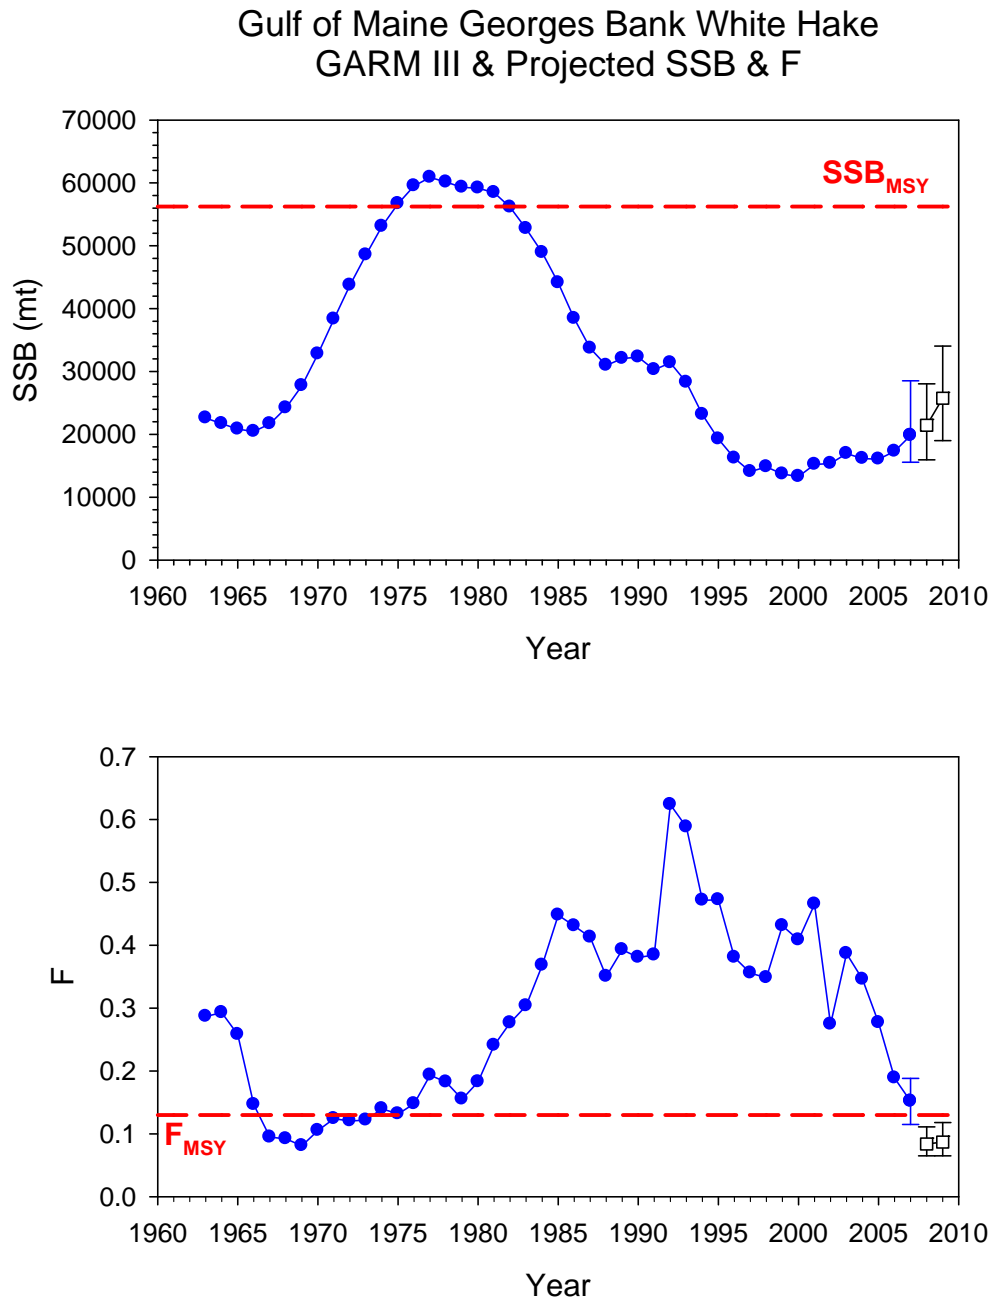 Gulf of Maine Georges Bank White Hake
GARM III & Projected SSB & F
70000
60000
50000
40000
30000
20000
10000
0
SSB (mt)
SSB_MSY
1960 1965 1970 1975 1980 1985 1990 1995 2000 2005 2010
Year
0.7
0.6
0.5
0.4
0.3
0.2
0.1
0.0
F
F_MSY
1960 1965 1970 1975 1980 1985 1990 1995 2000 2005 2010
Year